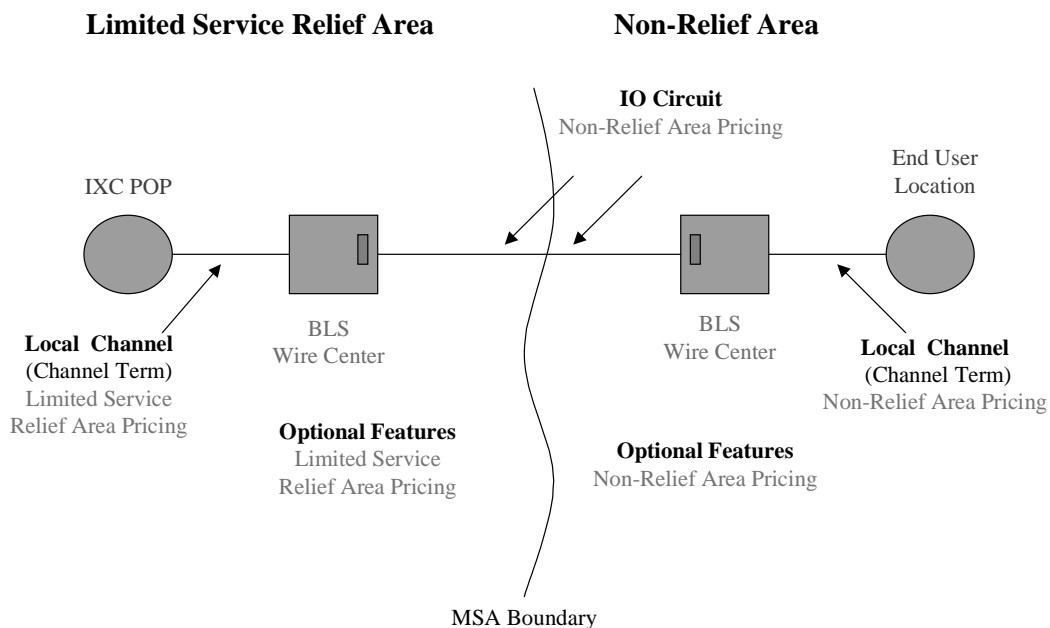 Limited Service Relief Area
Non-Relief Area
IO Circuit
Non-Relief Area Pricing
IXC POP
End User
Location
BLS
Wire Center
BLS
Wire Center
Local Channel
(Channel Term)
Limited Service
Relief Area Pricing
Local Channel
(Channel Term)
Non-Relief Area Pricing
Optional Features
Limited Service
Relief Area Pricing
Optional Features
Non-Relief Area Pricing
MSA Boundary